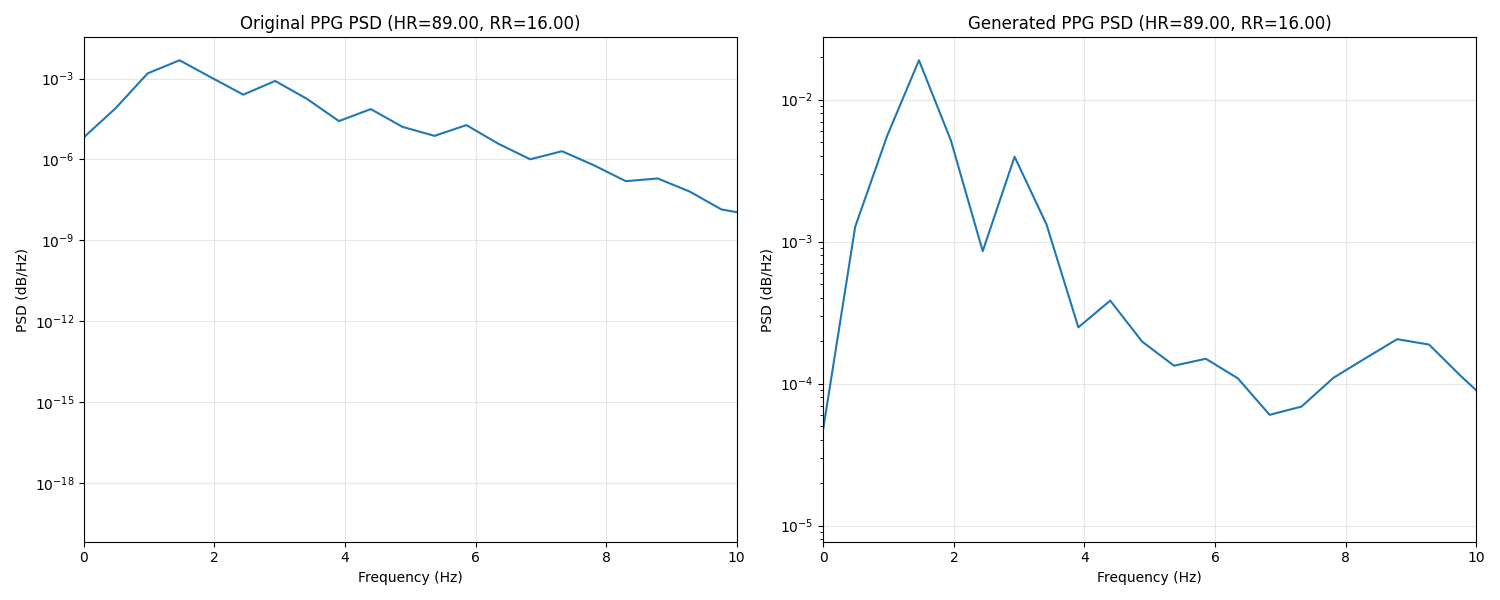 Original PPG PSD (HR=89.00, RR=16.00)
PSD (dB/Hz)
10⁻³
10⁻⁶
10⁻⁹
10⁻¹²
10⁻¹⁵
10⁻¹⁸
0 2 4 6 8 10
Frequency (Hz)
Generated PPG PSD (HR=89.00, RR=16.00)
PSD (dB/Hz)
10⁻²
10⁻³
10⁻⁴
10⁻⁵
0 2 4 6 8 10
Frequency (Hz)